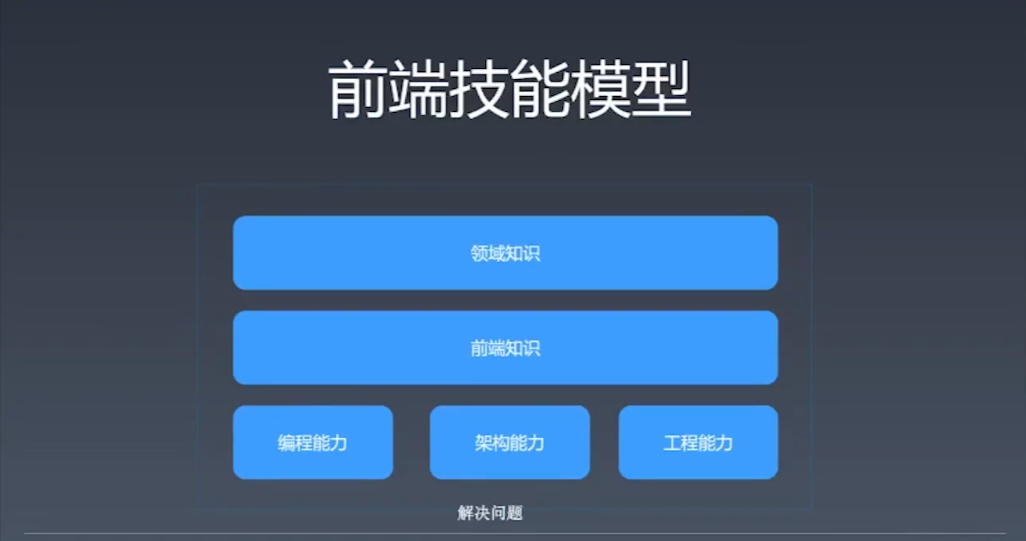 前端技能模型
领域知识
前端知识
编程能力
架构能力
工程能力
解决问题